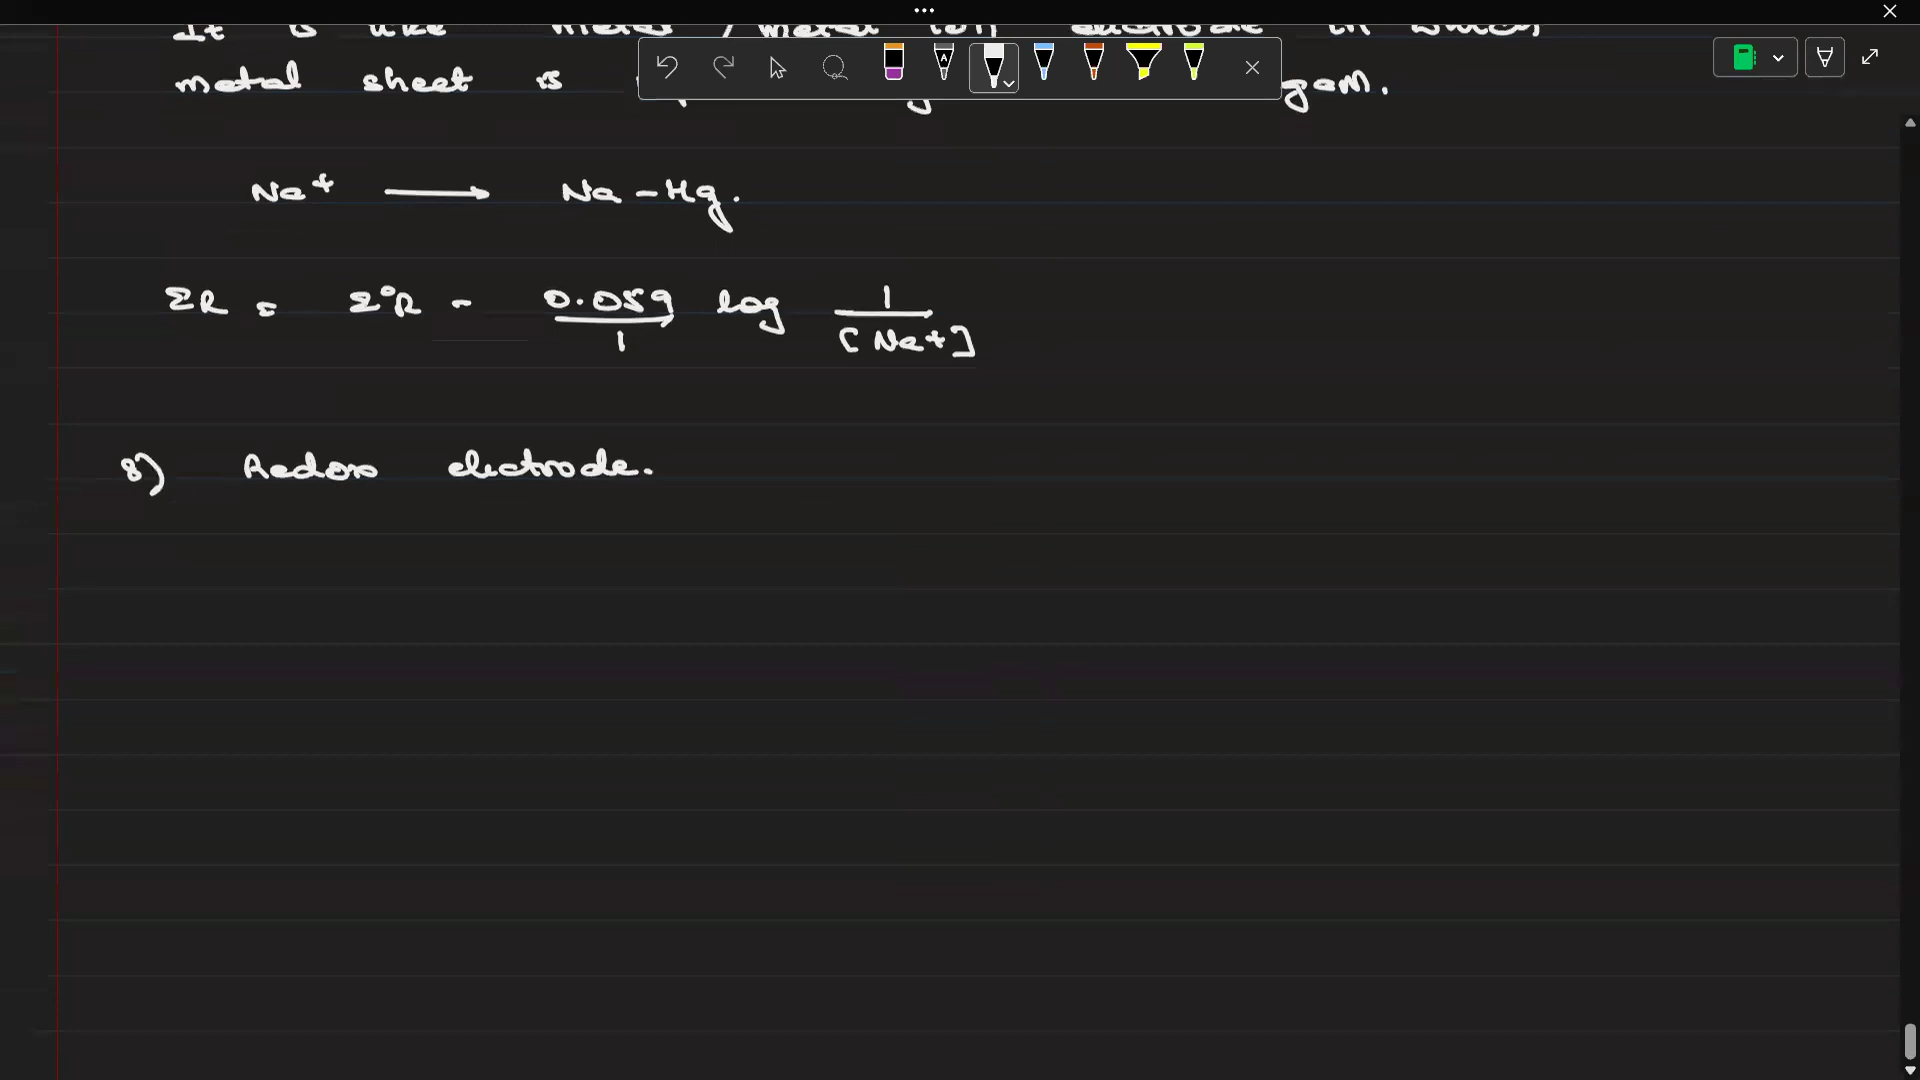 metal sheet is gam.
Na⁺ ⟶ Na - Hg.
ER = E°R - 0.059/1 log 1/[Na+]
8) Redox electrode.